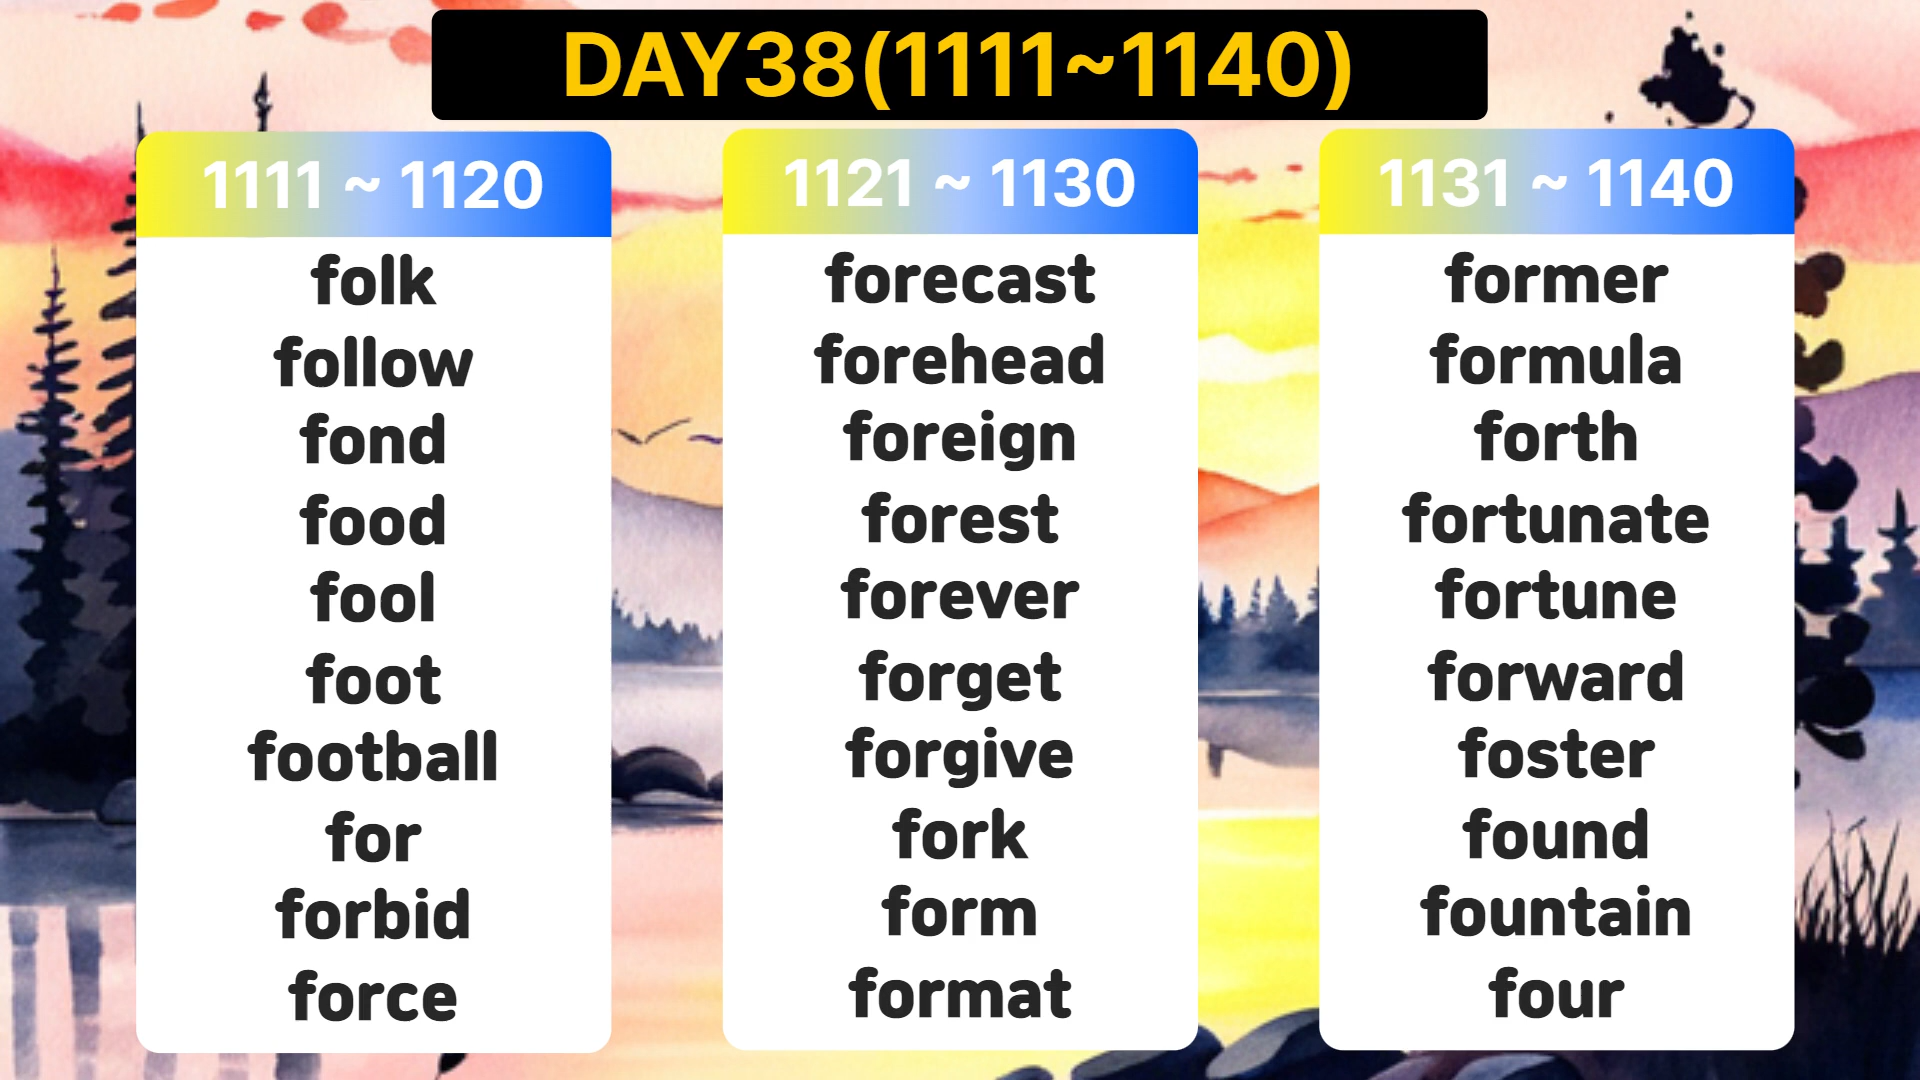 DAY38(1111~1140)
1111 ~ 1120
folk
follow
fond
food
fool
foot
football
for
forbid
force
1121 ~ 1130
forecast
forehead
foreign
forest
forever
forget
forgive
fork
form
format
1131 ~ 1140
former
formula
forth
fortunate
fortune
forward
foster
found
fountain
four